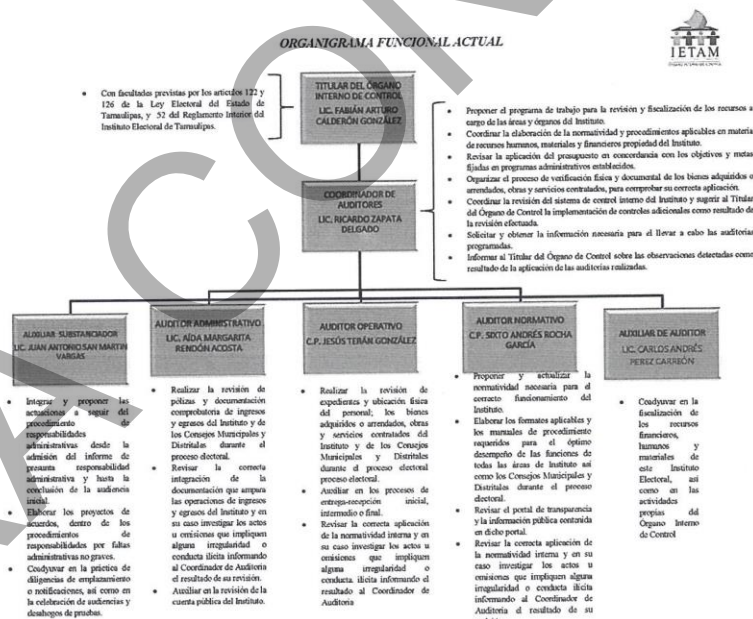 ORGANIGRAMA FUNCIONAL ACTUAL
IETAM
• Con facultades previstas por los artículos 122 y
126 de la Ley Electoral del Estado de
Tamaulipas, y 52 del Reglamento Interior del
Instituto Electoral de Tamaulipas.
TITULAR DEL ÓRGANO
INTERNO DE CONTROL
LIC. FABIÁN ARTURO
CALDERÓN GONZÁLEZ
• Proponer el programa de trabajo para la revisión y fiscalización de los recursos a
cargo de las áreas y órganos del Instituto.
• Coordinar la elaboración de la normatividad y procedimientos aplicables en materia
de recursos humanos, materiales y financieros propiedad del Instituto.
• Revisar la aplicación del presupuesto en concordancia con los objetivos y metas
fijadas en programas administrativos establecidos.
• Organizar el proceso de verificación física y documental de los bienes adquiridos o
arrendados, obras y servicios contratados, para comprobar su correcta aplicación.
• Coordinar la revisión del sistema de control interno del Instituto y sugerir al Titular
del Órgano de Control la implementación de controles adicionales como resultado de
la revisión efectuada.
• Solicitar y obtener la información necesaria para el llevar a cabo las auditorias
programadas.
• Informar al Titular del Órgano de Control sobre las observaciones detectadas como
resultado de la aplicación de las auditorias realizadas.
COORDINADOR DE
AUDITORES
LIC. RICARDO ZAPATA
DELGADO
AUXILIAR SUBSTANCIADOR
LIC. JUAN ANTONIO SAN MARTIN
VARGAS
• Integrar y proponer las
actuaciones a seguir del
procedimiento de
responsabilidades
administrativas desde la
admisión del informe de
presunta responsabilidad
administrativa y hasta la
conclusión de la audiencia
inicial.
• Elaborar los proyectos de
acuerdos, dentro de los
procedimientos de
responsabilidades por faltas
administrativas no graves.
• Coadyuvar en la práctica de
diligencias de emplazamiento
o notificaciones, así como en
la celebración de audiencias y
desahogos de pruebas.
AUDITOR ADMINISTRATIVO
LIC. AÍDA MARGARITA
RENDÓN ACOSTA
• Realizar la revisión de
pólizas y documentación
comprobatoria de ingresos
y egresos del Instituto y de
los Consejos Municipales y
Distritales durante el
proceso electoral.
• Revisar la correcta
integración de la
documentación que ampara
las operaciones de ingresos
y egresos del Instituto y en
su caso investigar los actos
u omisiones que impliquen
alguna irregularidad o
conducta ilícita informando
al Coordinador de Auditoria
el resultado de su revisión.
• Auxiliar en la revisión de la
cuenta pública del Instituto.
AUDITOR OPERATIVO
C.P. JESÚS TERÁN GONZÁLEZ
• Realizar la revisión de
expedientes y ubicación física
del personal; los bienes
adquiridos o arrendados, obras
y servicios contratados del
Instituto y de los Consejos
Municipales y Distritales
durante el proceso electoral
proceso electoral.
• Auxiliar en los procesos de
entrega-recepción inicial,
intermedio o final.
• Revisar la correcta aplicación
de la normatividad interna y en
su caso investigar los actos u
omisiones que impliquen
alguna irregularidad o
conducta ilícita informando el
resultado al Coordinador de
Auditoria
AUDITOR NORMATIVO
C.P. SIXTO ANDRÉS ROCHA
GARCÍA
• Proponer y actualizar la
normatividad necesaria para el
correcto funcionamiento del
Instituto.
• Elaborar los formatos aplicables y
los manuales de procedimiento
requeridos para el óptimo
desempeño de las funciones de
todas las áreas de Instituto así
como los Consejos Municipales y
Distritales durante el proceso
electoral.
• Revisar el portal de transparencia
y la información pública contenida
en dicho portal.
• Revisar la correcta aplicación de
la normatividad interna y en su
caso investigar los actos u
omisiones que impliquen alguna
irregularidad o conducta ilícita
informando al Coordinador de
Auditoria el resultado de su
AUXILIAR DE AUDITOR
LIC. CARLOS ANDRÉS
PEREZ CARREÓN
• Coadyuvar en la
fiscalización de
los recursos
financieros,
humanos y
materiales de
este Instituto
Electoral, así
como en las
actividades
propias del
Órgano Interno
de Control